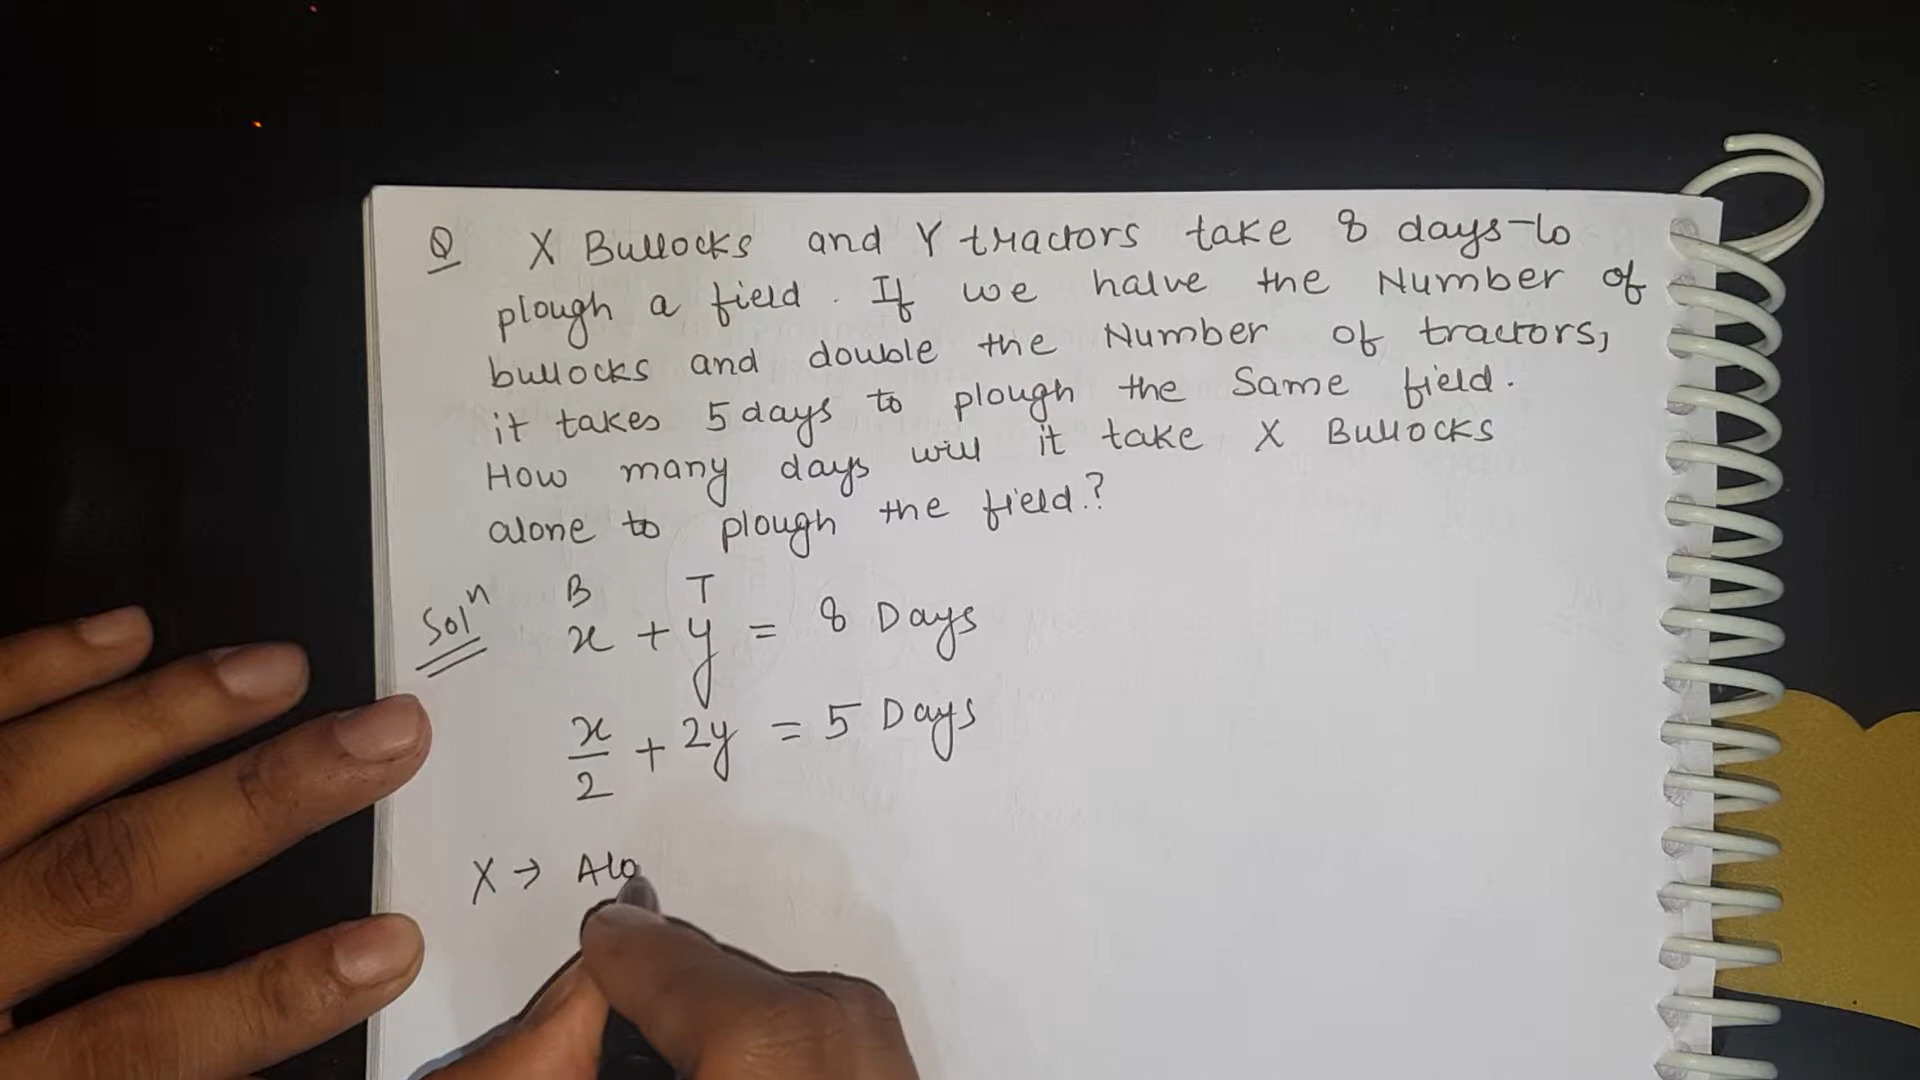 Q X Bullocks and Y tractors take 8 days to
plough a field. If we halve the Number of
bullocks and double the Number of tractors,
it takes 5 days to plough the Same field.
How many days will it take X Bullocks
alone to plough the field?
B T
Solⁿ x + y = 8 Days
x/2 + 2y = 5 Days
X → Alo